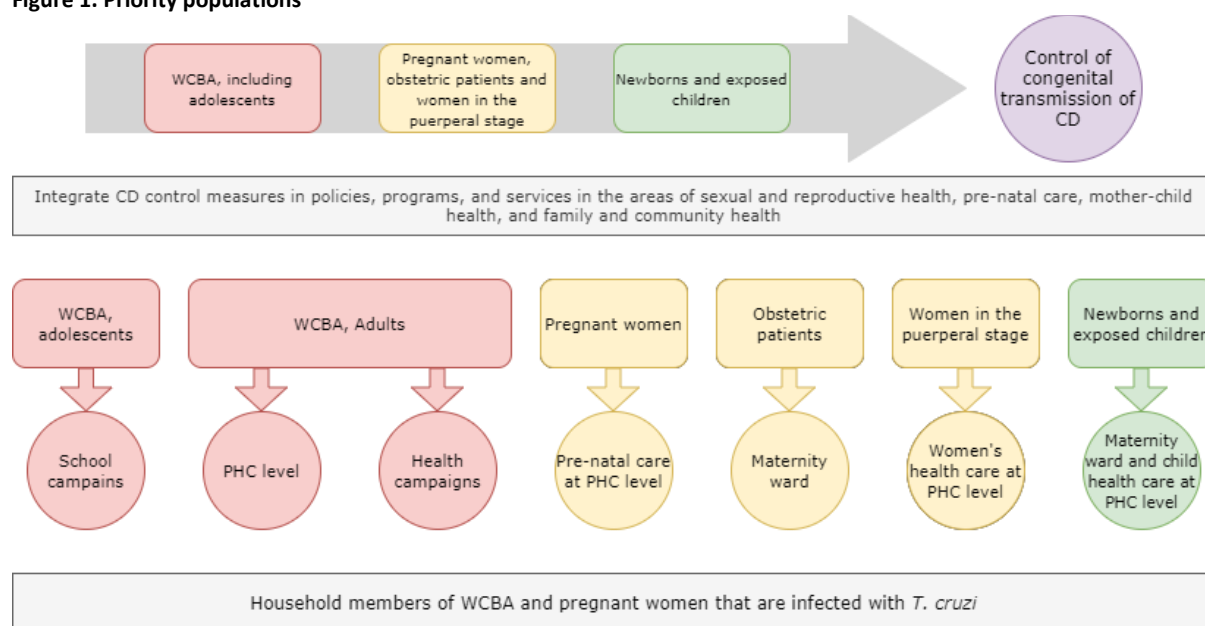 Figure 1. Priority populations
WCBA, including
adolescents
Pregnant women,
obstetric patients and
women in the
puerperal stage
Newborns and exposed
children
Control of
congenital
transmission of
CD
Integrate CD control measures in policies, programs, and services in the areas of sexual and reproductive health, pre-natal care, mother-child
health, and family and community health
WCBA,
adolescents
WCBA, Adults
Pregnant women
Obstetric
patients
Women in the
puerperal stage
Newborns and
exposed children
School
campains
PHC level
Health
campaigns
Pre-natal care
at PHC level
Maternity
ward
Women's
health care at
PHC level
Maternity
ward and child
health care at
PHC level
Household members of WCBA and pregnant women that are infected with T. cruzi